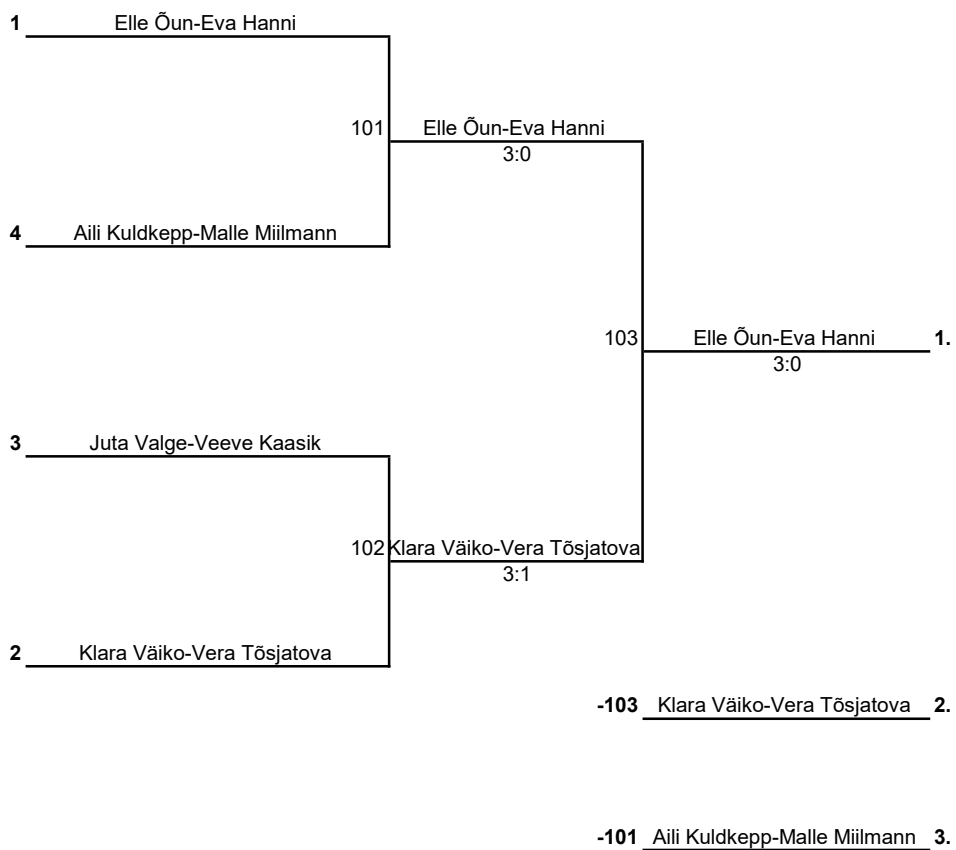 1 Elle Õun-Eva Hanni
101 Elle Õun-Eva Hanni
3:0
4 Aili Kuldkepp-Malle Miilmann
103 Elle Õun-Eva Hanni 1.
3:0
3 Juta Valge-Veeve Kaasik
102 Klara Väiko-Vera Tõsjatova
3:1
2 Klara Väiko-Vera Tõsjatova
-103 Klara Väiko-Vera Tõsjatova 2.
-101 Aili Kuldkepp-Malle Miilmann 3.